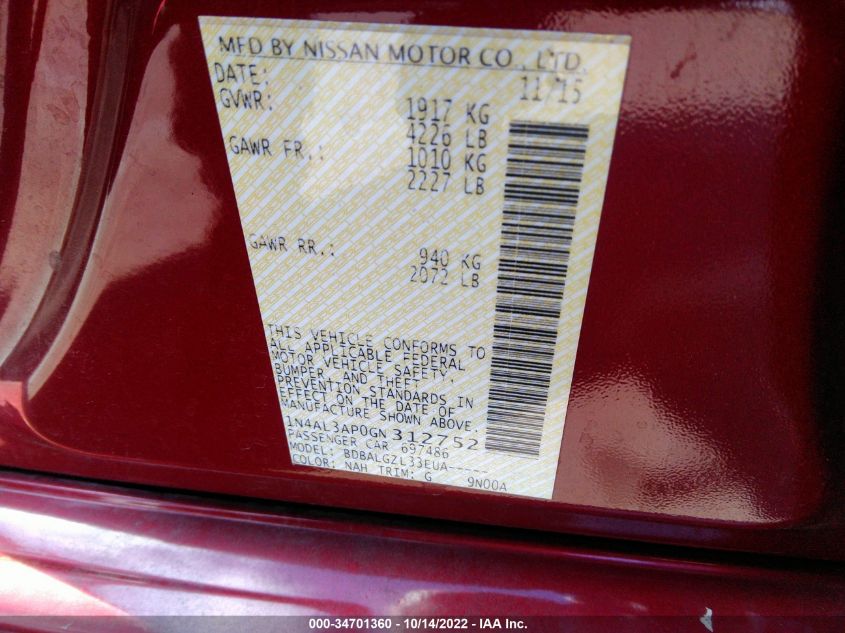 MFD BY NISSAN MOTOR CO., LTD.
DATE: 11/15
GVWR: 1917 KG
4226 LB
GAWR FR.: 1010 KG
2227 LB
GAWR RR.: 940 KG
2072 LB
THIS VEHICLE CONFORMS TO
ALL APPLICABLE FEDERAL
MOTOR VEHICLE SAFETY,
BUMPER, AND THEFT
PREVENTION STANDARDS IN
EFFECT ON THE DATE OF
MANUFACTURE SHOWN ABOVE.
1N4AL3AP0GN312752
PASSENGER CAR 697486
MODEL: BDBALGZL33EUA-----
COLOR: NAH TRIM: G 9N00A
000-34701360 - 10/14/2022 - IAA Inc.